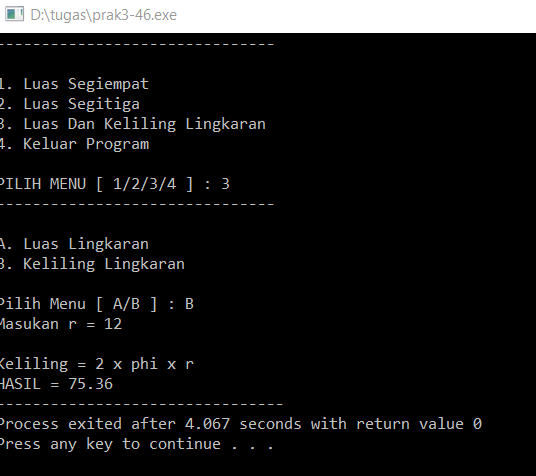 D:\tugas\prak3-46.exe
-------------------------------
1. Luas Segiempat
2. Luas Segitiga
3. Luas Dan Keliling Lingkaran
4. Keluar Program
PILIH MENU [ 1/2/3/4 ] : 3
-------------------------------
A. Luas Lingkaran
B. Keliling Lingkaran
Pilih Menu [ A/B ] : B
Masukan r = 12
Keliling = 2 x phi x r
HASIL = 75.36
--------------------------------
Process exited after 4.067 seconds with return value 0
Press any key to continue . . .